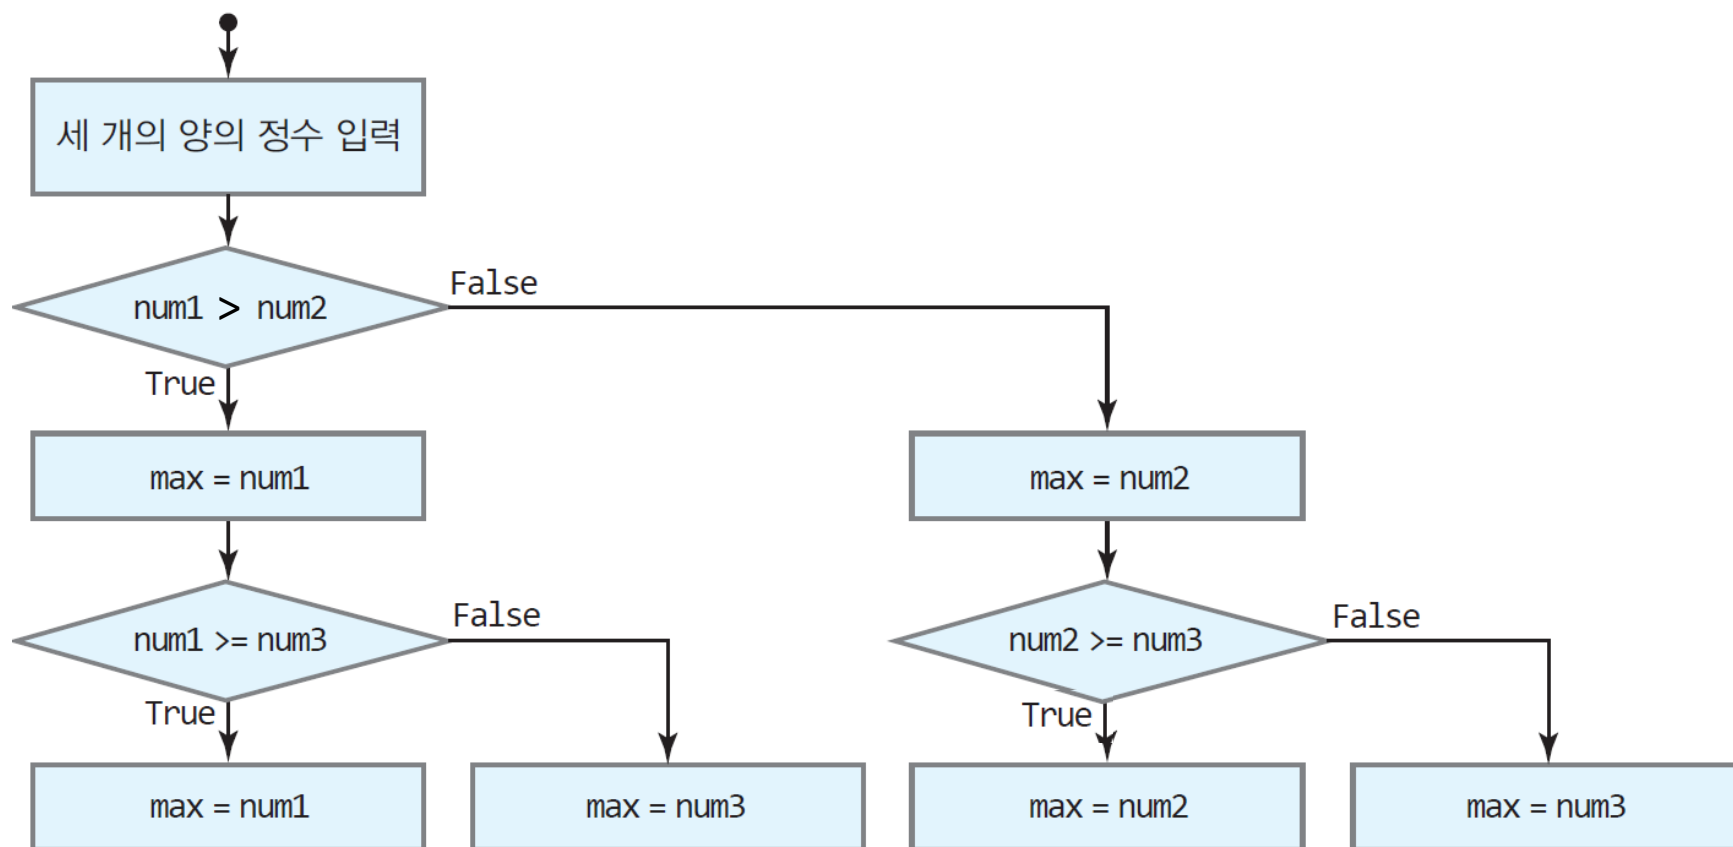 세 개의 양의 정수 입력
num1 > num2
False
True
max = num1
max = num2
num1 >= num3
False
True
num2 >= num3
False
True
max = num1
max = num3
max = num2
max = num3